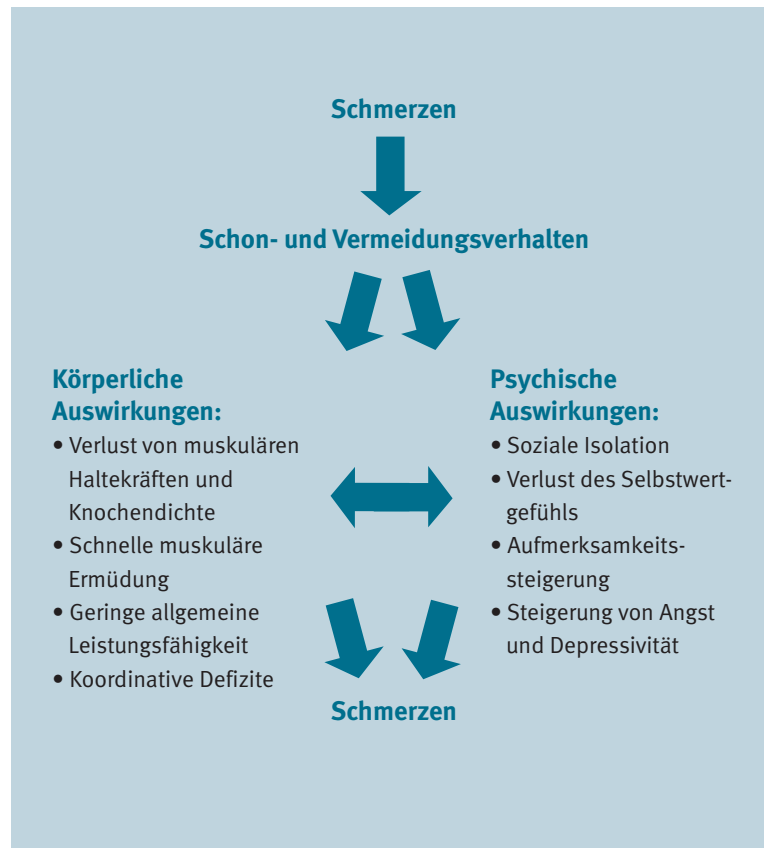 Schmerzen
Schon- und Vermeidungsverhalten
Körperliche
Auswirkungen:
• Verlust von muskulären
Haltekräften und
Knochendichte
• Schnelle muskuläre
Ermüdung
• Geringe allgemeine
Leistungsfähigkeit
• Koordinative Defizite
Psychische
Auswirkungen:
• Soziale Isolation
• Verlust des Selbstwert-
gefühls
• Aufmerksamkeits-
steigerung
• Steigerung von Angst
und Depressivität
Schmerzen